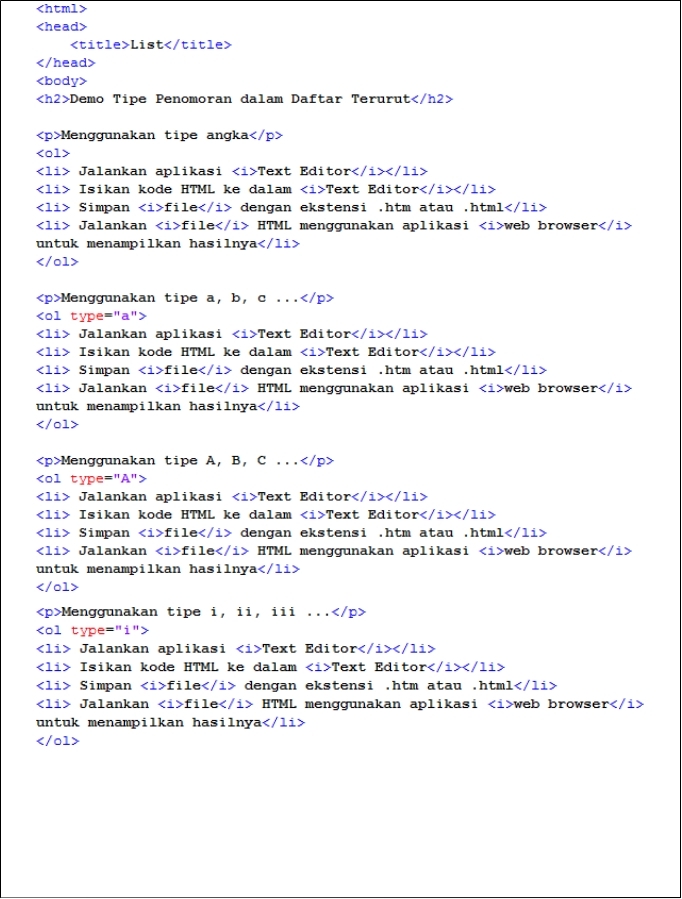 <html>
<head>
    <title>List</title>
</head>
<body>
<h2>Demo Tipe Penomoran dalam Daftar Terurut</h2>
<p>Menggunakan tipe angka</p>
<ol>
<li> Jalankan aplikasi <i>Text Editor</i></li>
<li> Isikan kode HTML ke dalam <i>Text Editor</i></li>
<li> Simpan <i>file</i> dengan ekstensi .htm atau .html</li>
<li> Jalankan <i>file</i> HTML menggunakan aplikasi <i>web browser</i>
untuk menampilkan hasilnya</li>
</ol>
<p>Menggunakan tipe a, b, c ...</p>
<ol type="a">
<li> Jalankan aplikasi <i>Text Editor</i></li>
<li> Isikan kode HTML ke dalam <i>Text Editor</i></li>
<li> Simpan <i>file</i> dengan ekstensi .htm atau .html</li>
<li> Jalankan <i>file</i> HTML menggunakan aplikasi <i>web browser</i>
untuk menampilkan hasilnya</li>
</ol>
<p>Menggunakan tipe A, B, C ...</p>
<ol type="A">
<li> Jalankan aplikasi <i>Text Editor</i></li>
<li> Isikan kode HTML ke dalam <i>Text Editor</i></li>
<li> Simpan <i>file</i> dengan ekstensi .htm atau .html</li>
<li> Jalankan <i>file</i> HTML menggunakan aplikasi <i>web browser</i>
untuk menampilkan hasilnya</li>
</ol>
<p>Menggunakan tipe i, ii, iii ...</p>
<ol type="i">
<li> Jalankan aplikasi <i>Text Editor</i></li>
<li> Isikan kode HTML ke dalam <i>Text Editor</i></li>
<li> Simpan <i>file</i> dengan ekstensi .htm atau .html</li>
<li> Jalankan <i>file</i> HTML menggunakan aplikasi <i>web browser</i>
untuk menampilkan hasilnya</li>
</ol>